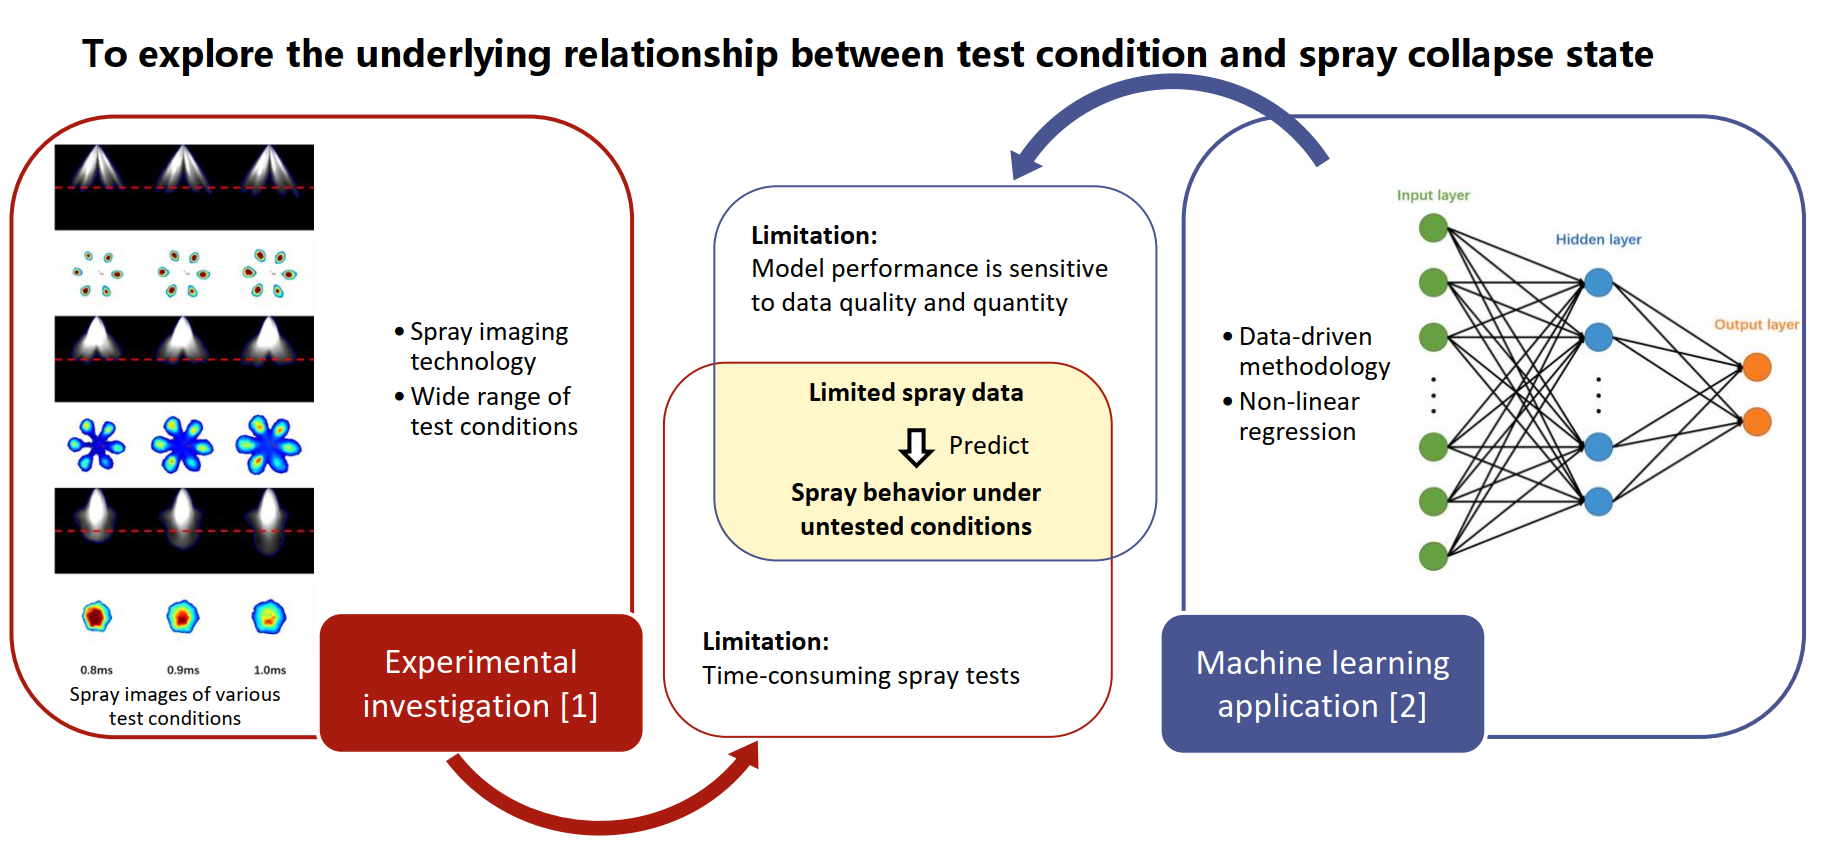 To explore the underlying relationship between test condition and spray collapse state
• Spray imaging
technology
• Wide range of
test conditions
0.8ms 0.9ms 1.0ms
Spray images of various
test conditions
Experimental
investigation [1]
Limitation:
Model performance is sensitive
to data quality and quantity
Limited spray data
Predict
Spray behavior under
untested conditions
Limitation:
Time-consuming spray tests
• Data-driven
methodology
• Non-linear
regression
Input layer
Hidden layer
Output layer
Machine learning
application [2]